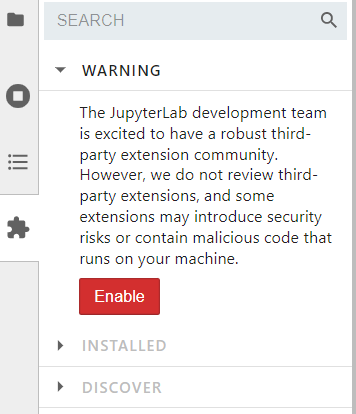 SEARCH
WARNING
The JupyterLab development team
is excited to have a robust third-
party extension community.
However, we do not review third-
party extensions, and some
extensions may introduce security
risks or contain malicious code that
runs on your machine.
Enable
INSTALLED
DISCOVER